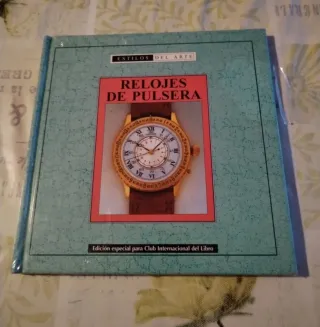 ESTILOS DEL ARTE
RELOJES
DE PULSERA
Edición especial para Club Internacional del Libro